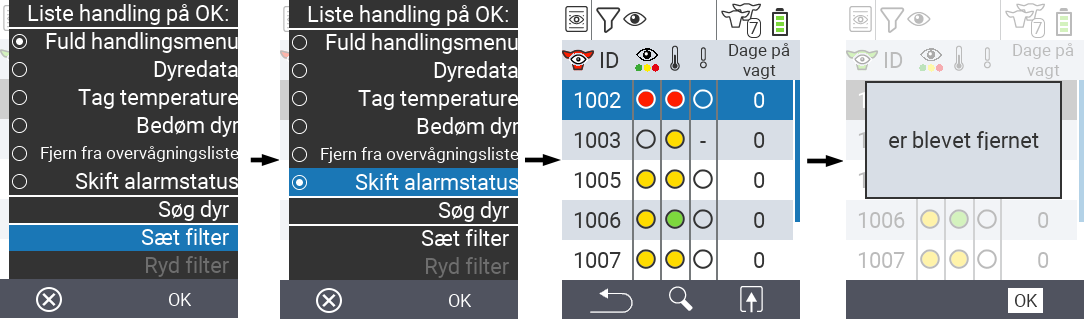 Liste handling på OK:
Fuld handlingsmenu
Dyredata
Tag temperature
Bedøm dyr
Fjern fra overvågningsliste
Skift alarmstatus
Søg dyr
Sæt filter
Ryd filter
OK
Liste handling på OK:
Fuld handlingsmenu
Dyredata
Tag temperature
Bedøm dyr
Fjern fra overvågningsliste
Skift alarmstatus
Søg dyr
Sæt filter
Ryd filter
OK
7
ID Dage på vagt
1002 0
1003 - 0
1005 0
1006 0
1007 0
7
ID Dage på vagt
er blevet fjernet
1006 0
1007 0
OK